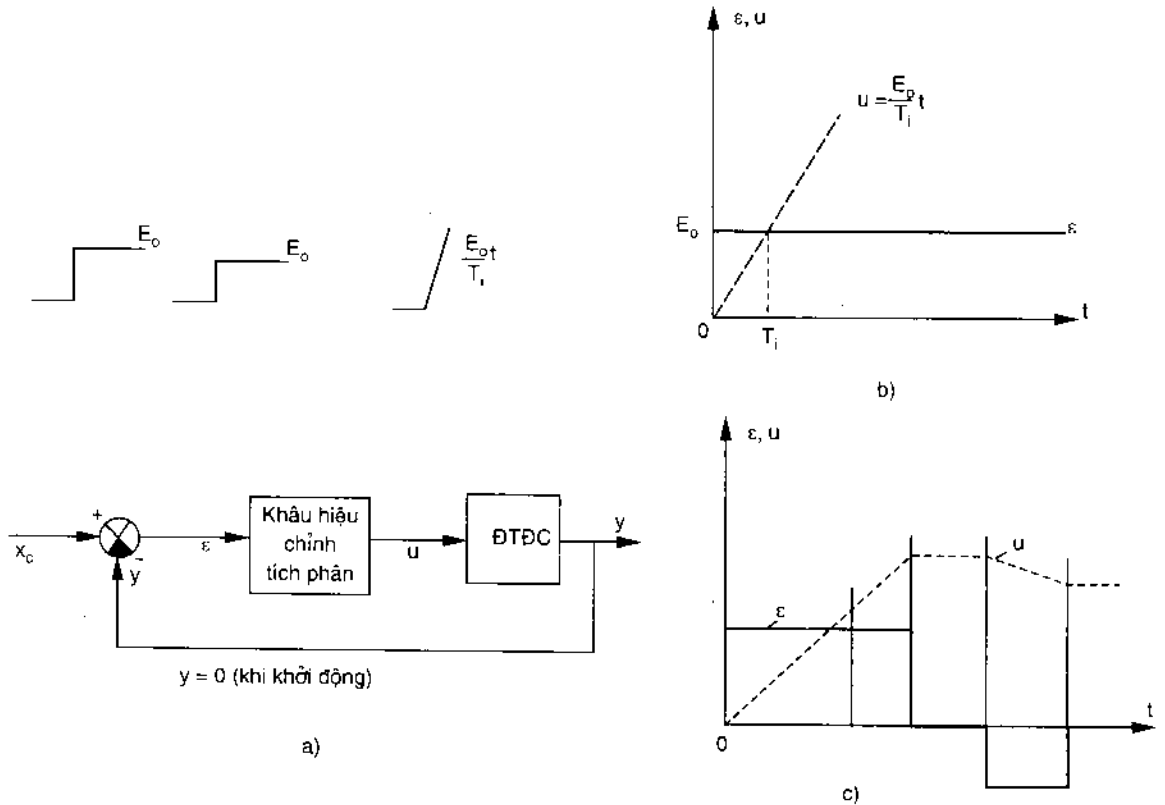 E₀
E₀
E₀t
Tᵢ
+
x꜀
-
y
ε
Khâu hiệu
chỉnh
tích phân
u
ĐTĐC
y
y = 0 (khi khởi động)
a)
ε, u
u = E₀/Tᵢ t
E₀
ε
0
Tᵢ
t
b)
ε, u
u
ε
0
t
c)